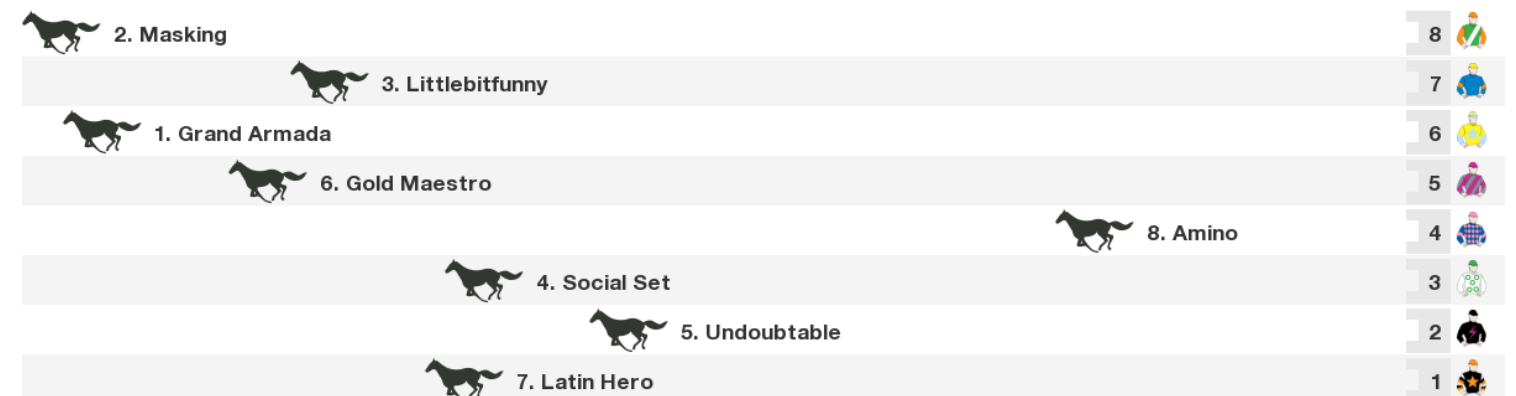 2. Masking 8
3. Littlebitfunny 7
1. Grand Armada 6
6. Gold Maestro 5
8. Amino 4
4. Social Set 3
5. Undoubtable 2
7. Latin Hero 1